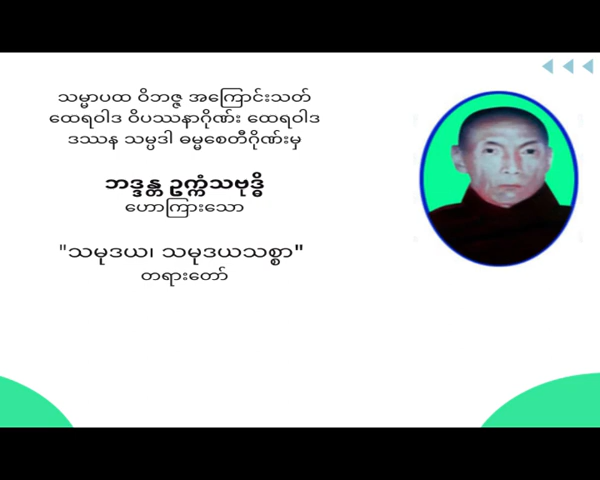 သမ္မာပထ ဝိဘဇ္ဇ အကြောင်းသတ်
ထေရဝါဒ ဝိပဿနာဂိုဏ်း ထေရဝါဒ
ဒဿန သမ္ပဒါ ဓမ္မစေတီဂိုဏ်းမှ
ဘဒ္ဒန္တ ဥက္ကံသဗုဒ္ဓိ
ဟောကြားသော
"သမုဒယ၊ သမုဒယသစ္စာ"
တရားတော်